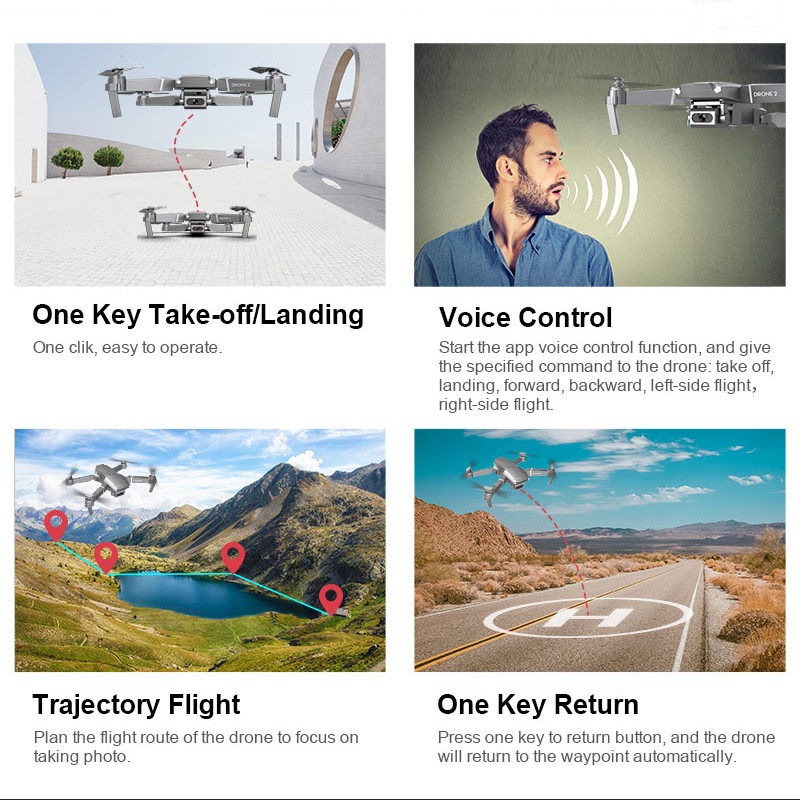 DRONE 2
DRONE 2
One Key Take-off/Landing
One clik, easy to operate.
Voice Control
Start the app voice control function, and give
the specified command to the drone: take off,
landing, forward, backward, left-side flight,
right-side flight.
H
Trajectory Flight
Plan the flight route of the drone to focus on
taking photo.
One Key Return
Press one key to return button, and the drone
will return to the waypoint automatically.